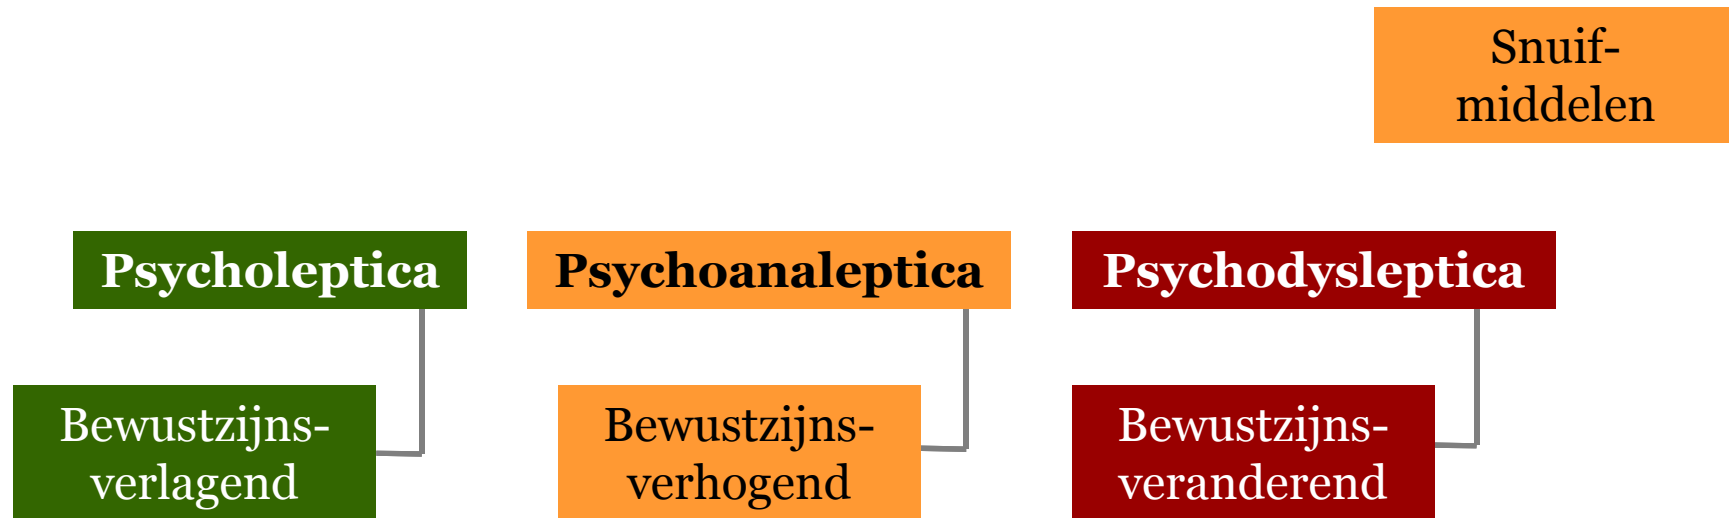 Snuif-
middelen
Psycholeptica
Psychoanaleptica
Psychodysleptica
Bewustzijns-
verlagend
Bewustzijns-
verhogend
Bewustzijns-
veranderend